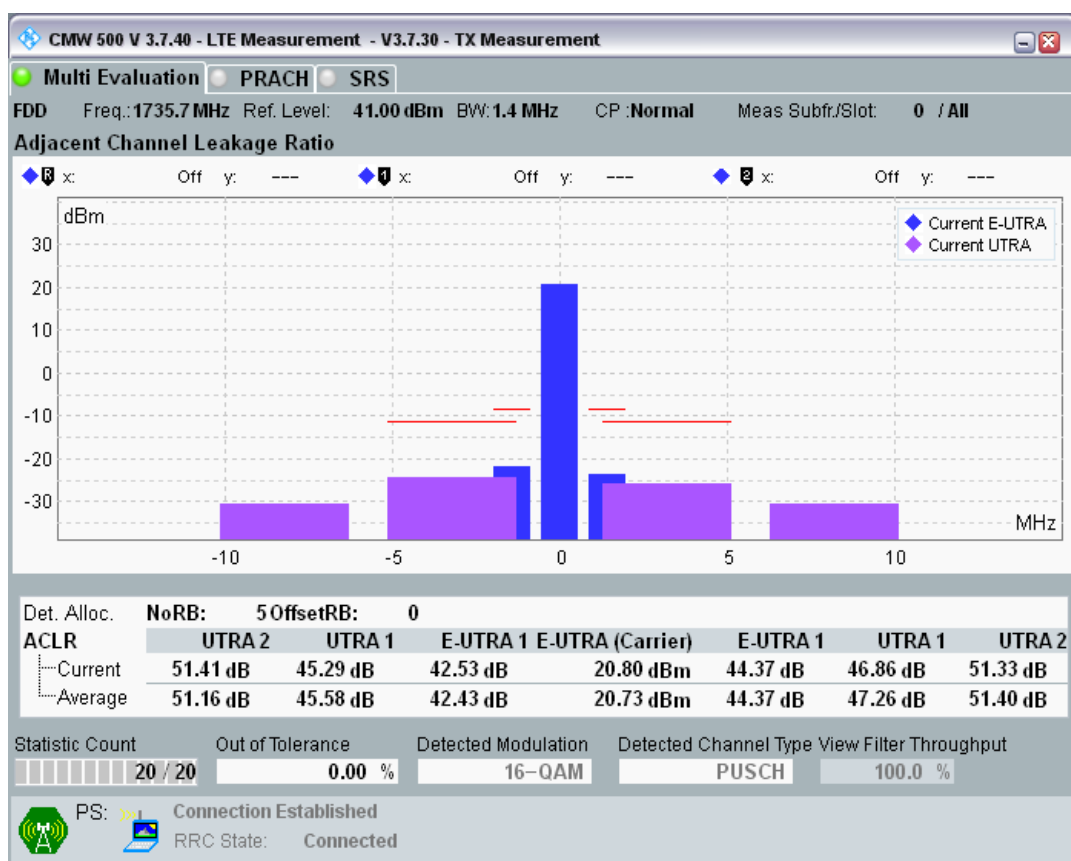 CMW 500 V 3.7.40 - LTE Measurement - V3.7.30 - TX Measurement
Multi Evaluation PRACH SRS
FDD Freq.: 1735.7 MHz Ref. Level: 41.00 dBm BW: 1.4 MHz CP :Normal Meas Subfr./Slot: 0 / All
Adjacent Channel Leakage Ratio
R x: Off y: --- 1 x: Off y: --- 2 x: Off y: ---
dBm
Current E-UTRA
Current UTRA
30
20
10
0
-10
-20
-30
MHz
-10 -5 0 5 10
Det. Alloc. NoRB: 5 OffsetRB: 0
ACLR UTRA 2 UTRA 1 E-UTRA 1 E-UTRA (Carrier) E-UTRA 1 UTRA 1 UTRA 2
Current 51.41 dB 45.29 dB 42.53 dB 20.80 dBm 44.37 dB 46.86 dB 51.33 dB
Average 51.16 dB 45.58 dB 42.43 dB 20.73 dBm 44.37 dB 47.26 dB 51.40 dB
Statistic Count Out of Tolerance Detected Modulation Detected Channel Type View Filter Throughput
20 / 20 0.00 % 16-QAM PUSCH 100.0 %
PS: Connection Established
RRC State: Connected